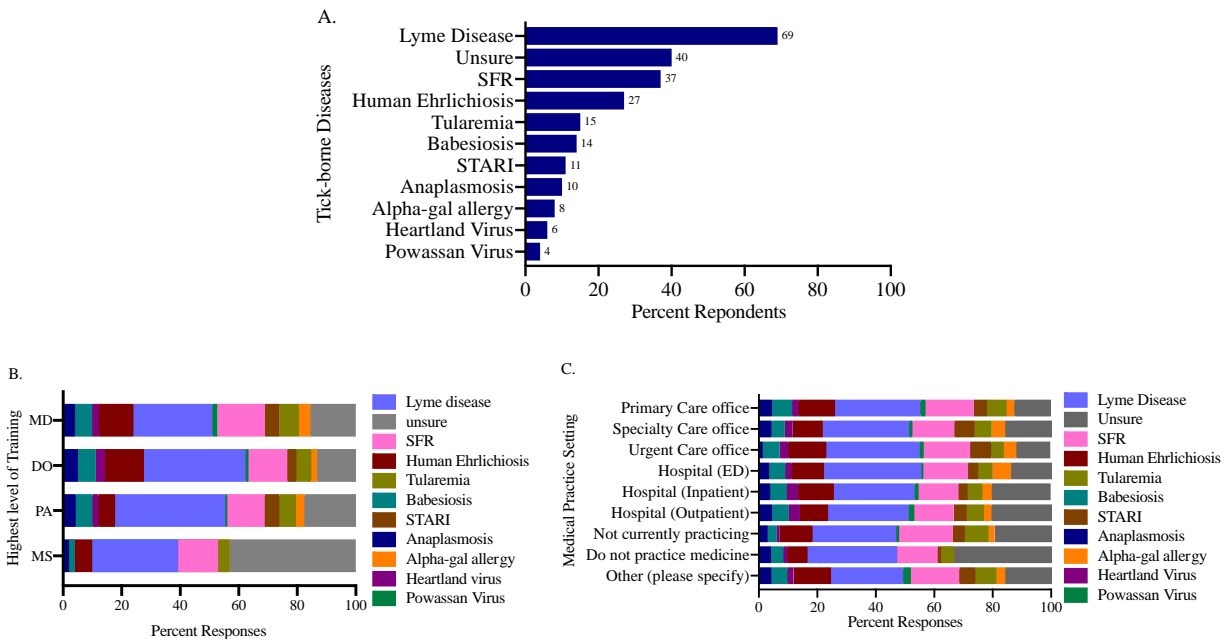 A.
Tick-borne Diseases
Lyme Disease 69
Unsure 40
SFR 37
Human Ehrlichiosis 27
Tularemia 15
Babesiosis 14
STARI 11
Anaplasmosis 10
Alpha-gal allergy 8
Heartland Virus 6
Powassan Virus 4
0 20 40 60 80 100
Percent Repondents
B.
Highest level of Training
MD
DO
PA
MS
0 20 40 60 80 100
Percent Responses
Lyme disease
unsure
SFR
Human Ehrlichiosis
Tularemia
Babesiosis
STARI
Anaplasmosis
Alpha-gal allergy
Heartland virus
Powassan Virus
C.
Medical Practice Setting
Primary Care office
Specialty Care office
Urgent Care office
Hospital (ED)
Hospital (Inpatient)
Hospital (Outpatient)
Not currently practicing
Do not practice medicine
Other (please specify)
0 20 40 60 80 100
Percent Responses
Lyme Disease
Unsure
SFR
Human Ehrlichiosis
Tularemia
Babesiosis
STARI
Anaplasmosis
Alpha-gal allergy
Heartland Virus
Powassan Virus